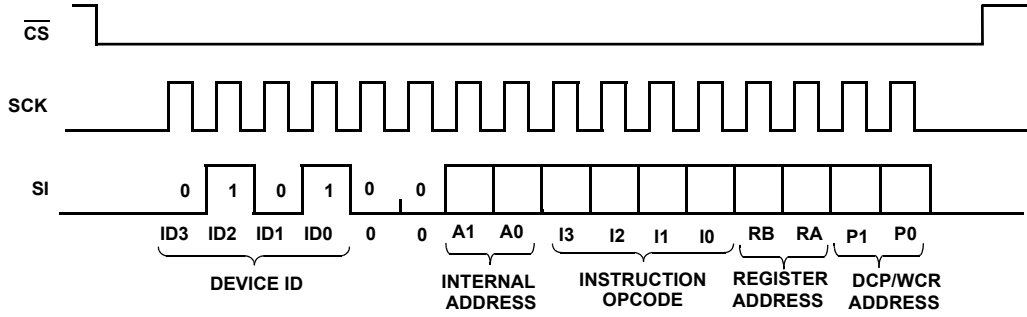 CS
SCK
SI
0 1 0 1 0 0
ID3 ID2 ID1 ID0 0 0 A1 A0 I3 I2 I1 I0 RB RA P1 P0
DEVICE ID
INTERNAL
ADDRESS
INSTRUCTION
OPCODE
REGISTER
ADDRESS
DCP/WCR
ADDRESS